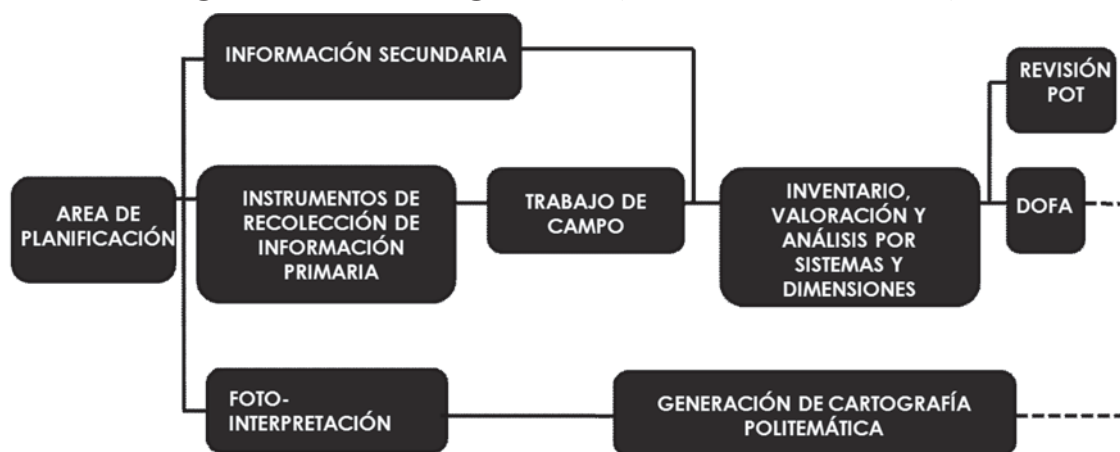 INFORMACIÓN SECUNDARIA
REVISIÓN
POT
AREA DE
PLANIFICACIÓN
INSTRUMENTOS DE
RECOLECCIÓN DE
INFORMACIÓN
PRIMARIA
TRABAJO DE
CAMPO
INVENTARIO,
VALORACIÓN Y
ANÁLISIS POR
SISTEMAS Y
DIMENSIONES
DOFA
FOTO-
INTERPRETACIÓN
GENERACIÓN DE CARTOGRAFÍA
POLITEMÁTICA